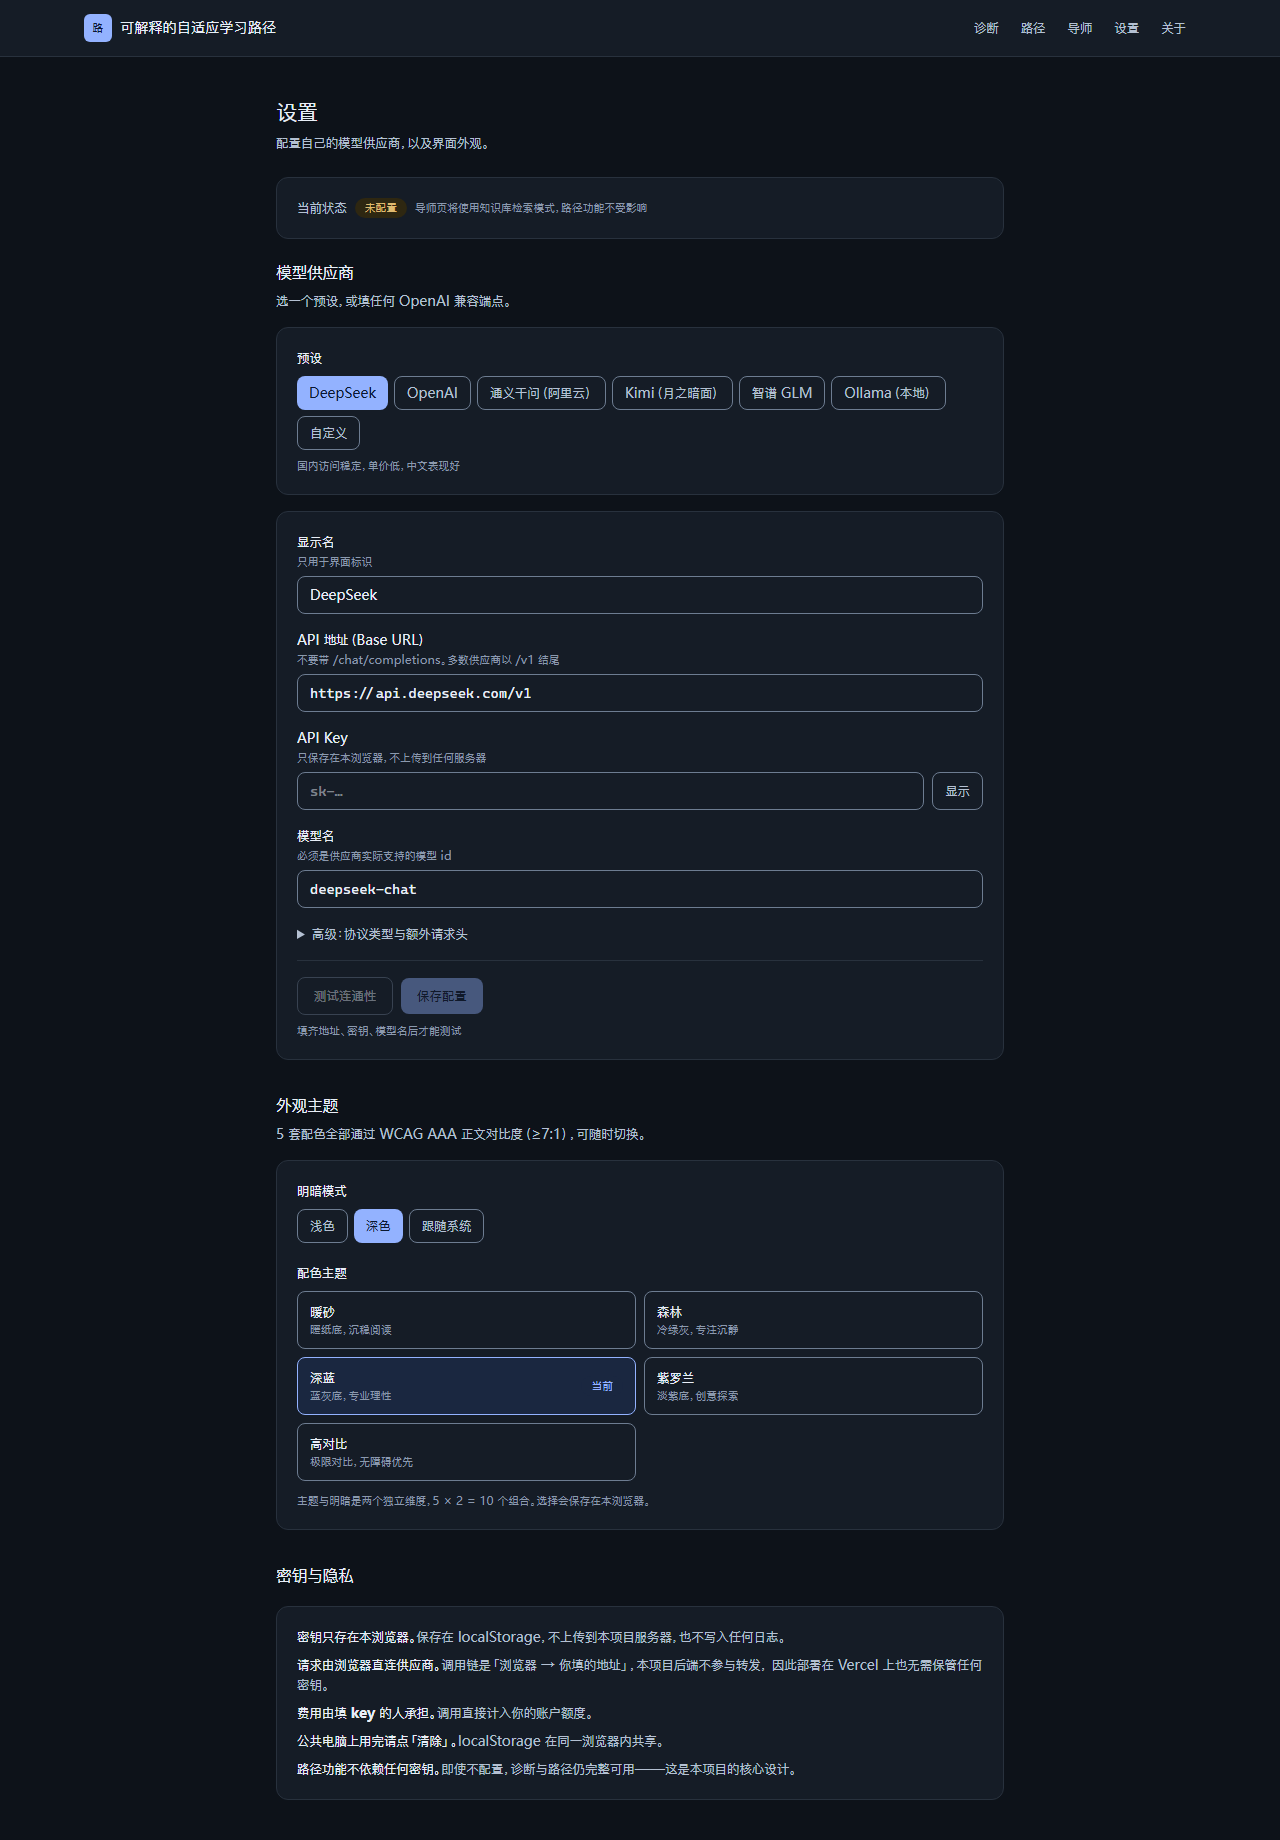 路 可解释的自适应学习路径 诊断 路径 导师 设置 关于
设置
配置自己的模型供应商, 以及界面外观。
当前状态 未配置 导师页将使用知识库检索模式, 路径功能不受影响
模型供应商
选一个预设, 或填任何 OpenAI 兼容端点。
预设
DeepSeek OpenAI 通义千问 (阿里云) Kimi (月之暗面) 智谱 GLM Ollama (本地)
自定义
国内访问稳定, 单价低, 中文表现好
显示名
只用于界面标识
DeepSeek
API 地址 (Base URL)
不要带 /chat/completions。多数供应商以 /v1 结尾
https://api.deepseek.com/v1
API Key
只保存在本浏览器, 不上传到任何服务器
sk-… 显示
模型名
必须是供应商实际支持的模型 id
deepseek-chat
▶ 高级:协议类型与额外请求头
测试连通性 保存配置
填齐地址、密钥、模型名后才能测试
外观主题
5 套配色全部通过 WCAG AAA 正文对比度 (≥7:1) , 可随时切换。
明暗模式
浅色 深色 跟随系统
配色主题
暖砂 森林
暖纸底, 沉稳阅读 冷绿灰, 专注沉静
深蓝 当前 紫罗兰
蓝灰底, 专业理性 淡紫底, 创意探索
高对比
极限对比, 无障碍优先
主题与明暗是两个独立维度, 5 × 2 = 10 个组合。选择会保存在本浏览器。
密钥与隐私
密钥只存在本浏览器。保存在 localStorage, 不上传到本项目服务器, 也不写入任何日志。
请求由浏览器直连供应商。调用链是「浏览器 → 你填的地址」, 本项目后端不参与转发, 因此部署在 Vercel 上也无需保管任何
密钥。
费用由填 key 的人承担。调用直接计入你的账户额度。
公共电脑上用完请点「清除」。localStorage 在同一浏览器内共享。
路径功能不依赖任何密钥。即使不配置, 诊断与路径仍完整可用——这是本项目的核心设计。